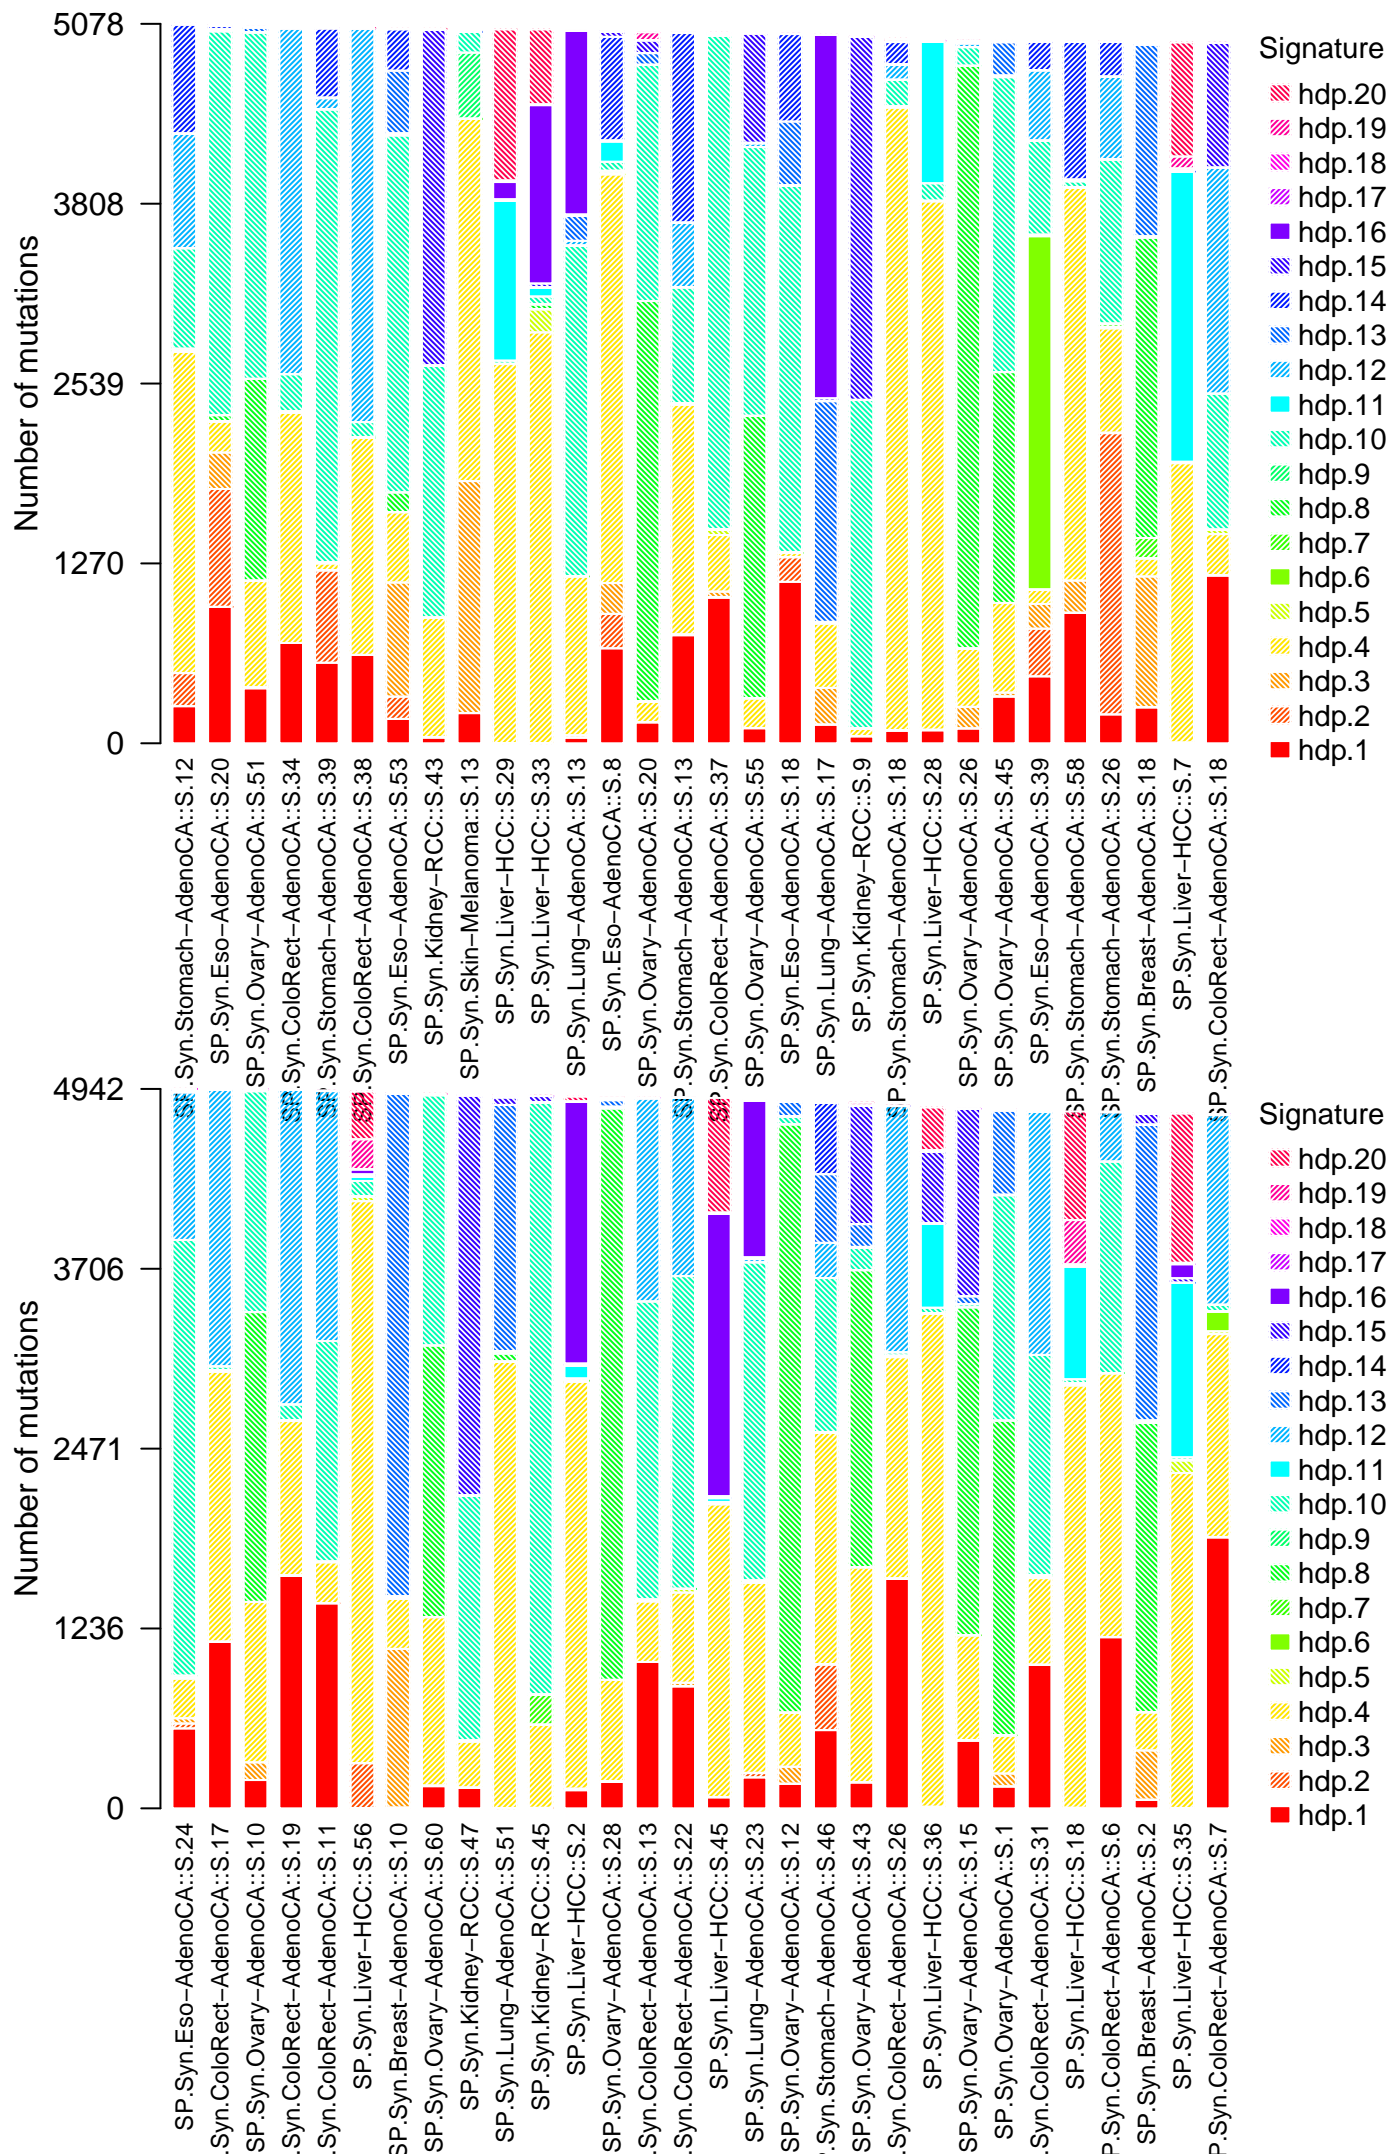 Number of mutations
5078
3808
2539
1270
0
Signature
hdp.20
hdp.19
hdp.18
hdp.17
hdp.16
hdp.15
hdp.14
hdp.13
hdp.12
hdp.11
hdp.10
hdp.9
hdp.8
hdp.7
hdp.6
hdp.5
hdp.4
hdp.3
hdp.2
hdp.1
SP.Syn.Stomach−AdenoCA::S.12
SP.Syn.Eso−AdenoCA::S.20
SP.Syn.Ovary−AdenoCA::S.51
SP.Syn.ColoRect−AdenoCA::S.34
SP.Syn.Stomach−AdenoCA::S.39
SP.Syn.ColoRect−AdenoCA::S.38
SP.Syn.Eso−AdenoCA::S.53
SP.Syn.Kidney−RCC::S.43
SP.Syn.Skin−Melanoma::S.13
SP.Syn.Liver−HCC::S.29
SP.Syn.Liver−HCC::S.33
SP.Syn.Lung−AdenoCA::S.13
SP.Syn.Eso−AdenoCA::S.8
SP.Syn.Ovary−AdenoCA::S.20
SP.Syn.Stomach−AdenoCA::S.13
SP.Syn.ColoRect−AdenoCA::S.37
SP.Syn.Ovary−AdenoCA::S.55
SP.Syn.Eso−AdenoCA::S.18
SP.Syn.Lung−AdenoCA::S.17
SP.Syn.Kidney−RCC::S.9
SP.Syn.Stomach−AdenoCA::S.18
SP.Syn.Liver−HCC::S.28
SP.Syn.Ovary−AdenoCA::S.26
SP.Syn.Ovary−AdenoCA::S.45
SP.Syn.Eso−AdenoCA::S.39
SP.Syn.Stomach−AdenoCA::S.58
SP.Syn.Stomach−AdenoCA::S.26
SP.Syn.Breast−AdenoCA::S.18
SP.Syn.Liver−HCC::S.7
SP.Syn.ColoRect−AdenoCA::S.18
Number of mutations
4942
3706
2471
1236
0
Signature
hdp.20
hdp.19
hdp.18
hdp.17
hdp.16
hdp.15
hdp.14
hdp.13
hdp.12
hdp.11
hdp.10
hdp.9
hdp.8
hdp.7
hdp.6
hdp.5
hdp.4
hdp.3
hdp.2
hdp.1
SP.Syn.Eso−AdenoCA::S.24
.Syn.ColoRect−AdenoCA::S.17
SP.Syn.Ovary−AdenoCA::S.10
.Syn.ColoRect−AdenoCA::S.19
.Syn.ColoRect−AdenoCA::S.11
SP.Syn.Liver−HCC::S.56
SP.Syn.Breast−AdenoCA::S.10
SP.Syn.Ovary−AdenoCA::S.60
SP.Syn.Kidney−RCC::S.47
SP.Syn.Lung−AdenoCA::S.51
SP.Syn.Kidney−RCC::S.45
SP.Syn.Liver−HCC::S.2
SP.Syn.Ovary−AdenoCA::S.28
.Syn.ColoRect−AdenoCA::S.13
.Syn.ColoRect−AdenoCA::S.22
SP.Syn.Liver−HCC::S.45
SP.Syn.Lung−AdenoCA::S.23
SP.Syn.Ovary−AdenoCA::S.12
P.Syn.Stomach−AdenoCA::S.46
SP.Syn.Ovary−AdenoCA::S.43
.Syn.ColoRect−AdenoCA::S.26
SP.Syn.Liver−HCC::S.36
SP.Syn.Ovary−AdenoCA::S.15
SP.Syn.Ovary−AdenoCA::S.1
.Syn.ColoRect−AdenoCA::S.31
SP.Syn.Liver−HCC::S.18
P.Syn.ColoRect−AdenoCA::S.6
SP.Syn.Breast−AdenoCA::S.2
SP.Syn.Liver−HCC::S.35
P.Syn.ColoRect−AdenoCA::S.7